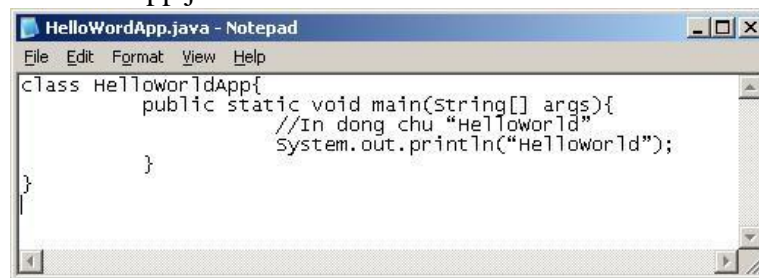 HelloWordApp.java - Notepad
File Edit Format View Help
class HelloWorldApp{
public static void main(String[] args){
//In dong chu “HelloWorld”
System.out.println(“HelloWorld”);
}
}